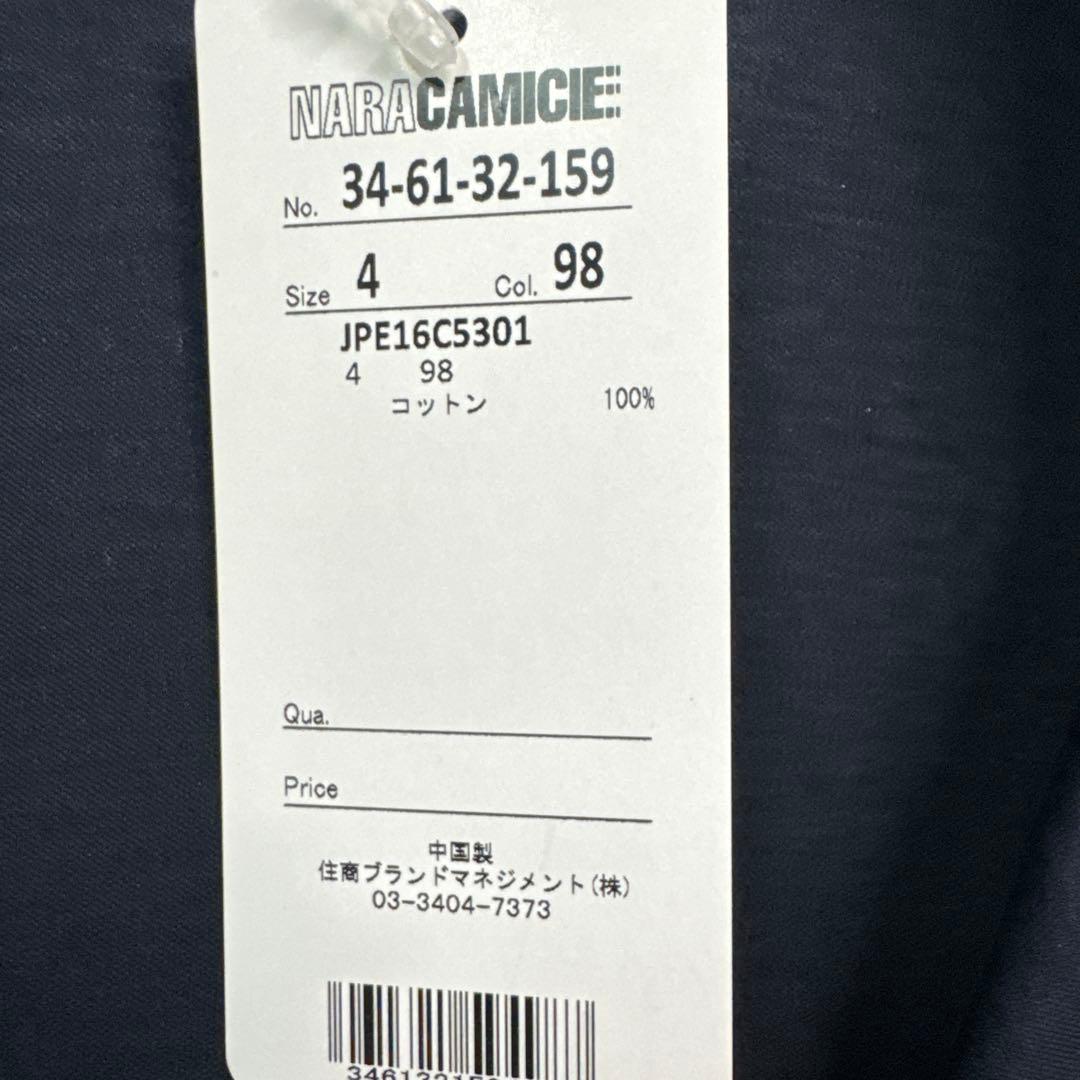 NARACAMICIE
No. 34-61-32-159
Size 4 Col. 98
JPE16C5301
4 98
コットン 100%
Qua.
Price
中国製
住商ブランドマネジメント(株)
03-3404-7373